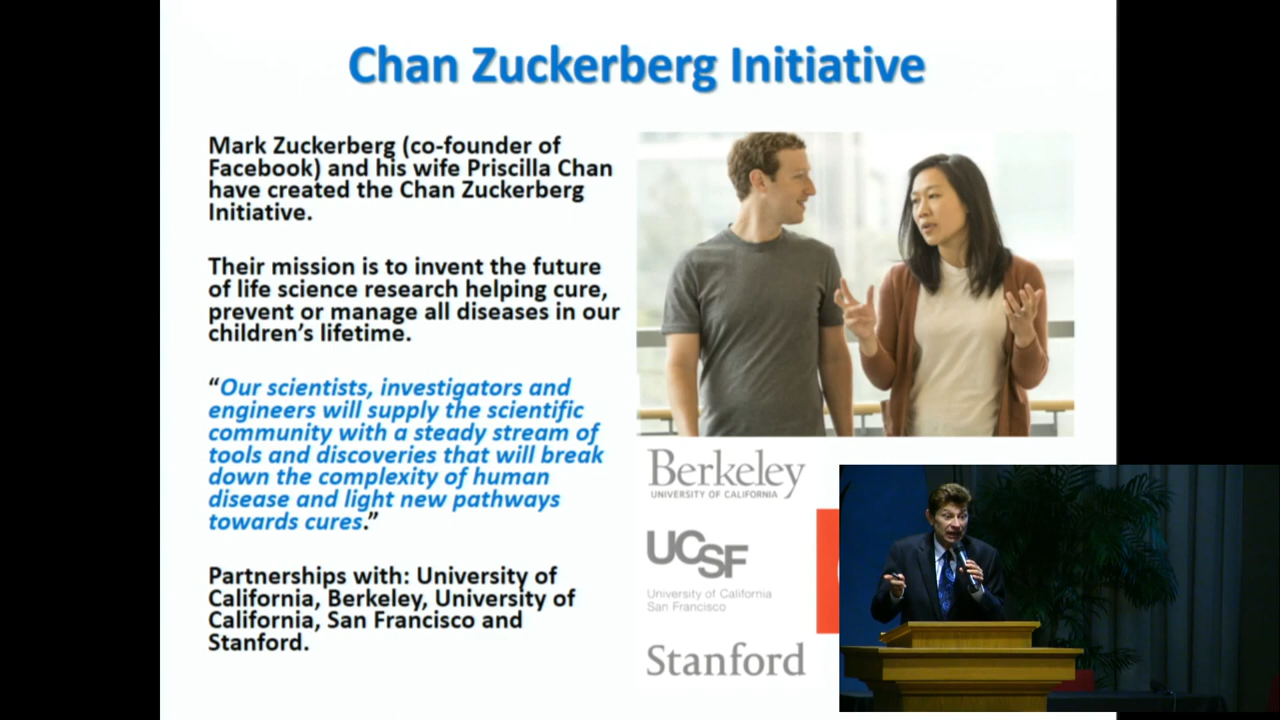 Chan Zuckerberg Initiative
Mark Zuckerberg (co-founder of
Facebook) and his wife Priscilla Chan
have created the Chan Zuckerberg
Initiative.
Their mission is to invent the future
of life science research helping cure,
prevent or manage all diseases in our
children’s lifetime.
“Our scientists, investigators and
engineers will supply the scientific
community with a steady stream of
tools and discoveries that will break
down the complexity of human
disease and light new pathways
towards cures.”
Partnerships with: University of
California, Berkeley, University of
California, San Francisco and
Stanford.
Berkeley
UNIVERSITY OF CALIFORNIA
UCSF
University of California
San Francisco
Stanford